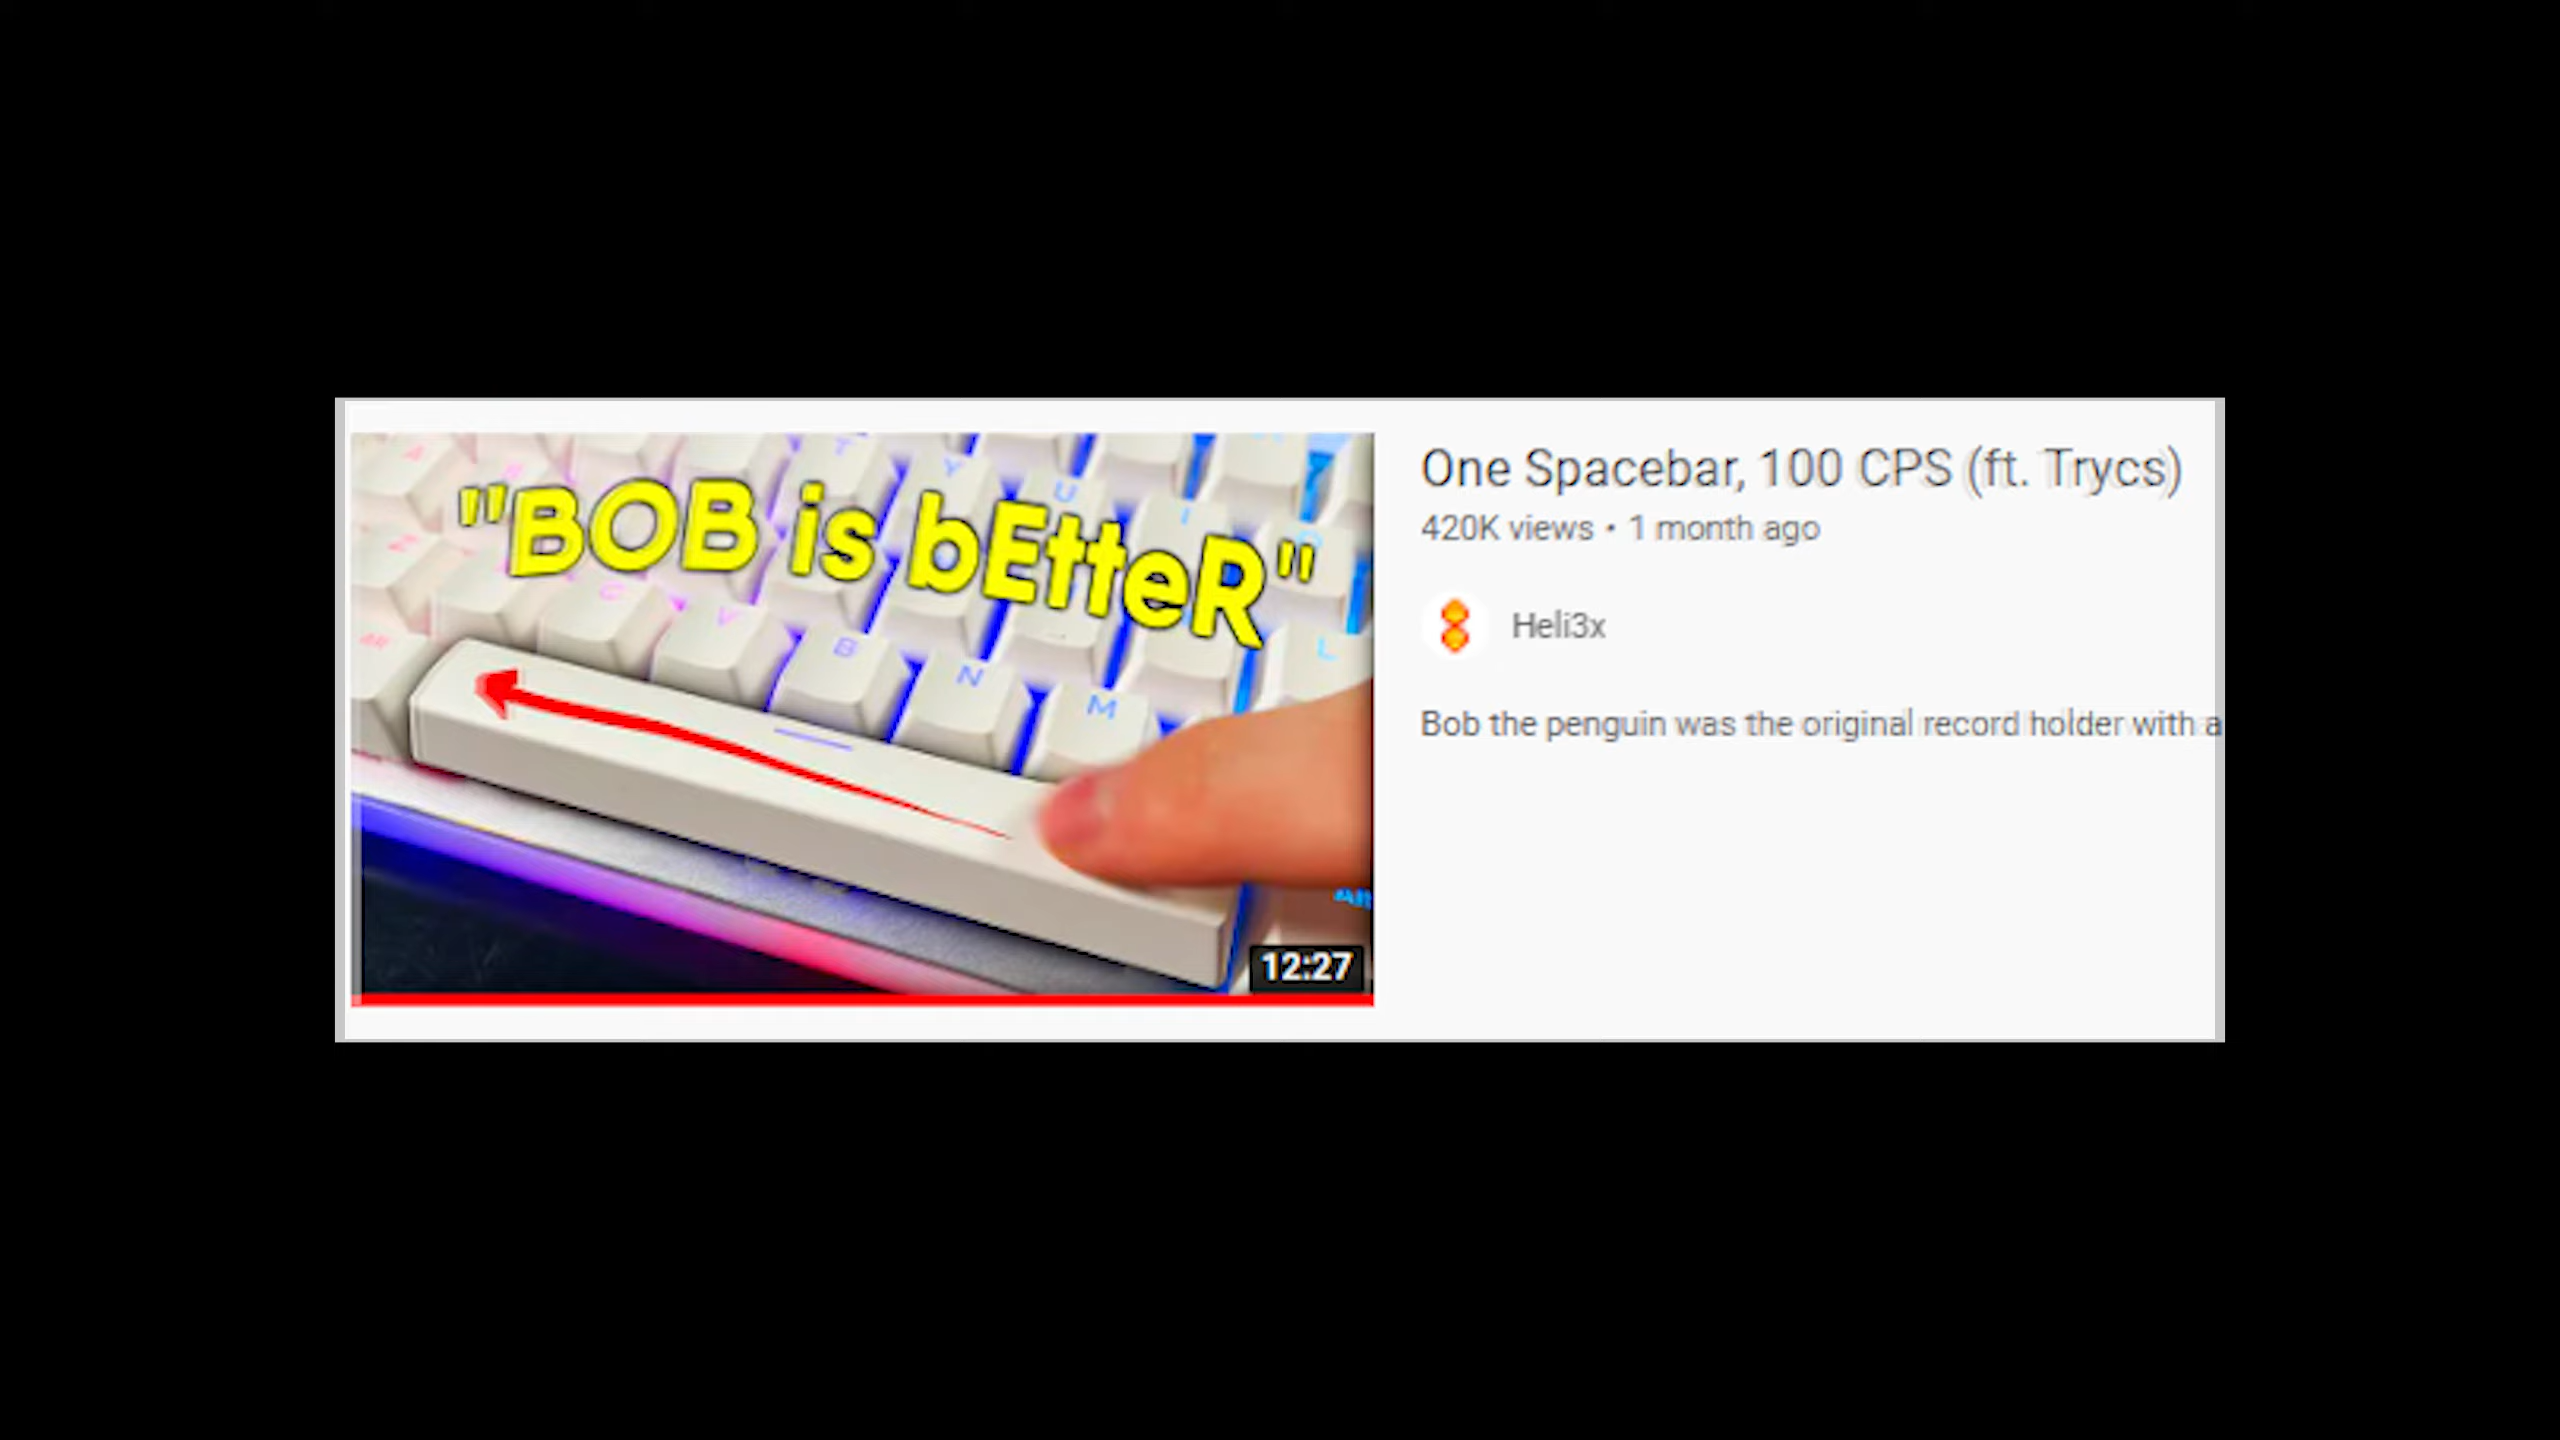 "BOB is bEtteR"
T
Y
U
I
C
V
B
N
M
L
12:27
One Spacebar, 100 CPS (ft. Trycs)
420K views • 1 month ago
Heli3x
Bob the penguin was the original record holder with a